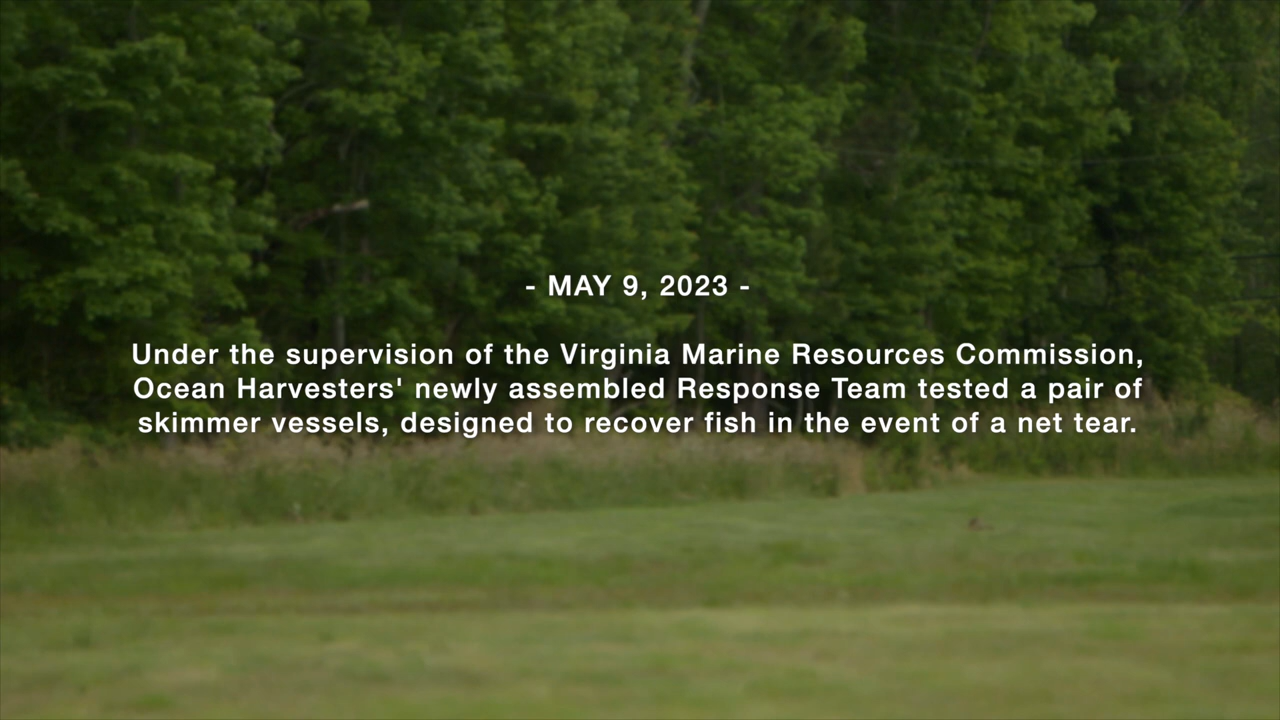 - MAY 9, 2023 -
Under the supervision of the Virginia Marine Resources Commission,
Ocean Harvesters' newly assembled Response Team tested a pair of
skimmer vessels, designed to recover fish in the event of a net tear.